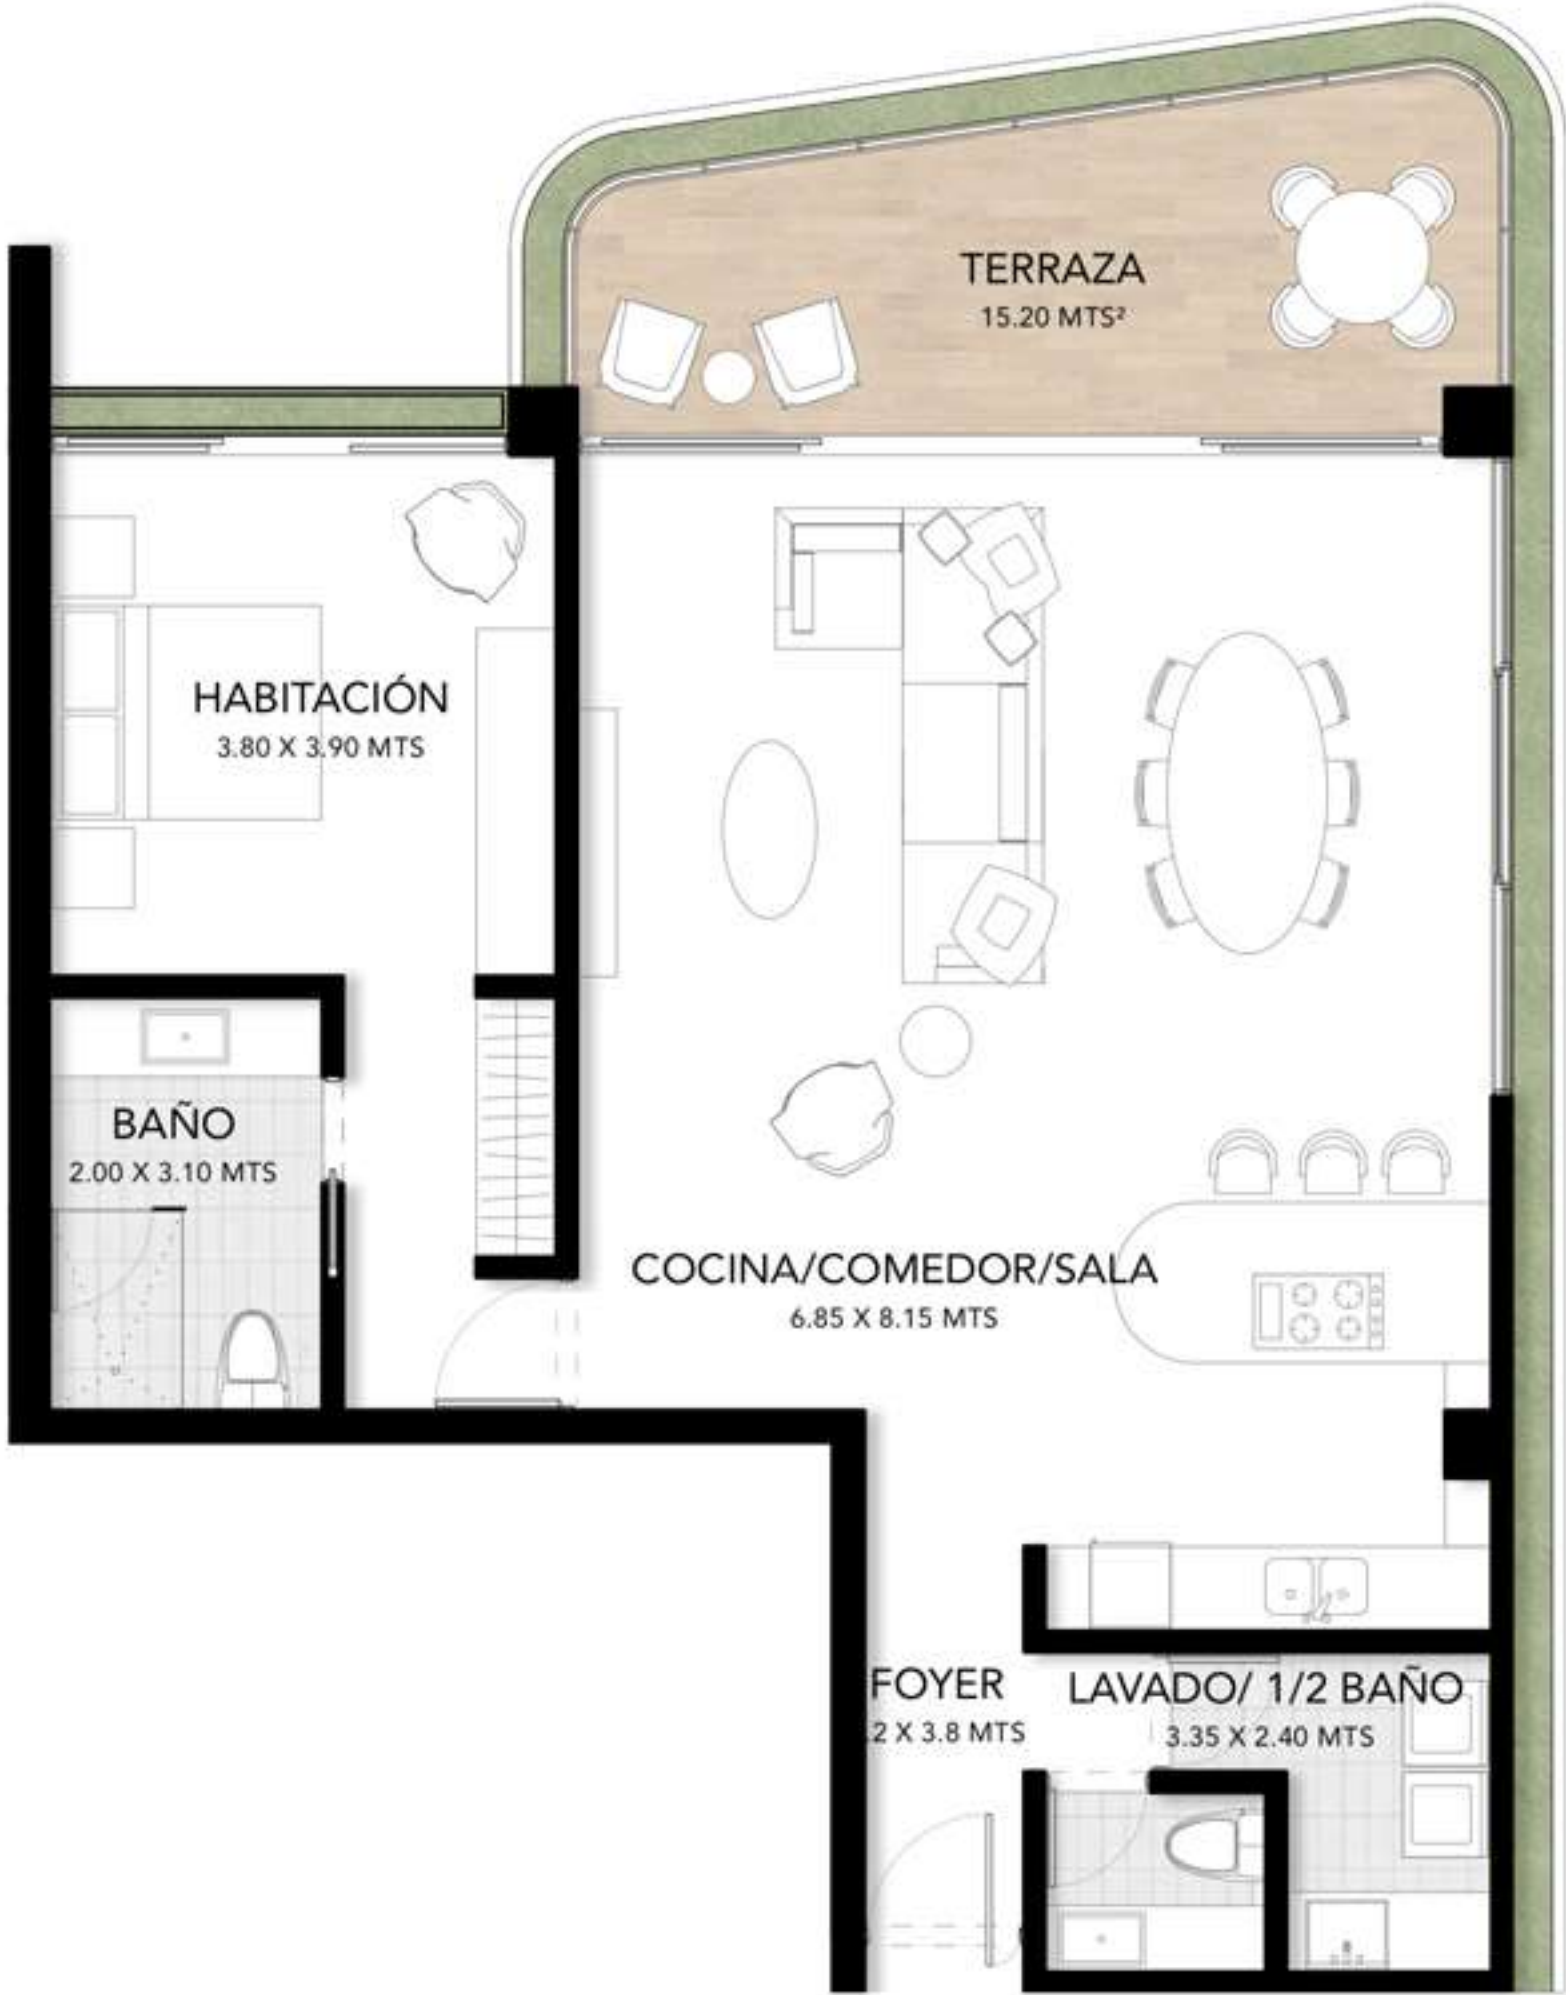 TERRAZA
15.20 MTS²
HABITACIÓN
3.80 X 3.90 MTS
BAÑO
2.00 X 3.10 MTS
COCINA/COMEDOR/SALA
6.85 X 8.15 MTS
FOYER
.2 X 3.8 MTS
LAVADO/ 1/2 BAÑO
3.35 X 2.40 MTS